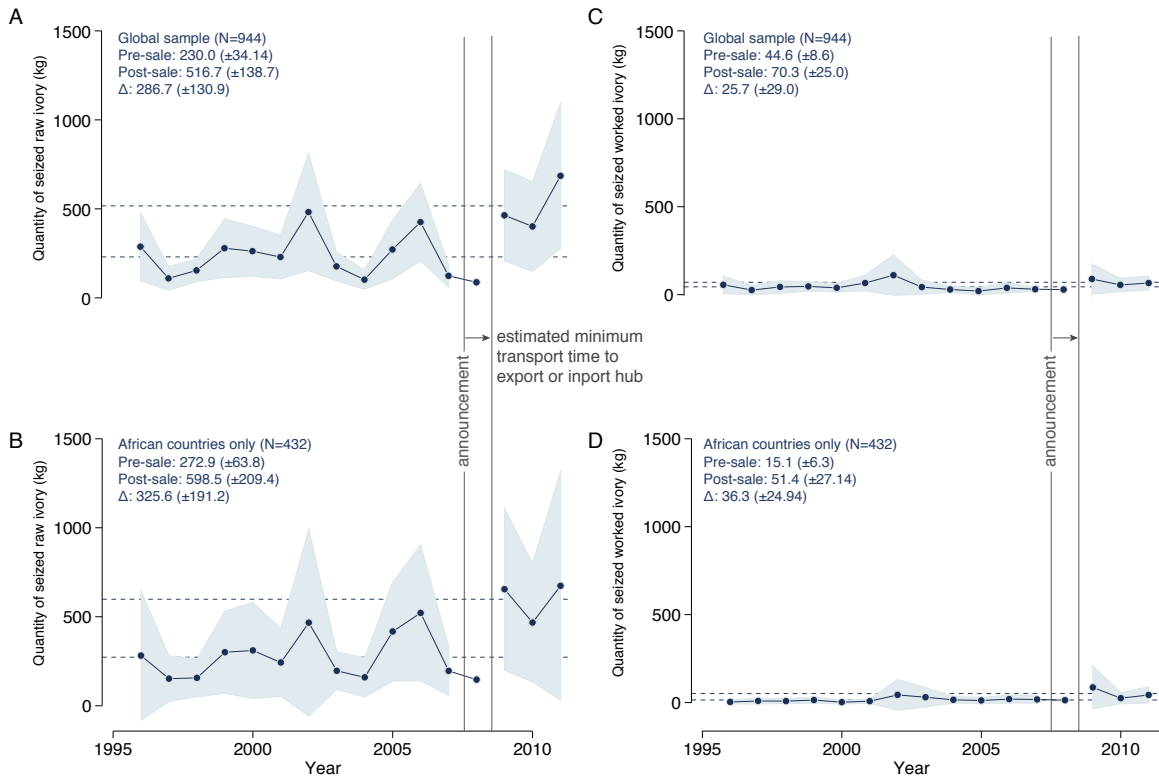 A
Quantity of seized raw ivory (kg)
1500
1000
500
0
Global sample (N=944)
Pre-sale: 230.0 (±34.14)
Post-sale: 516.7 (±138.7)
Δ: 286.7 (±130.9)
C
Quantity of seized worked ivory (kg)
1500
1000
500
0
Global sample (N=944)
Pre-sale: 44.6 (±8.6)
Post-sale: 70.3 (±25.0)
Δ: 25.7 (±29.0)
estimated minimum
transport time to
export or inport hub
announcement
announcement
B
Quantity of seized raw ivory (kg)
1500
1000
500
0
African countries only (N=432)
Pre-sale: 272.9 (±63.8)
Post-sale: 598.5 (±209.4)
Δ: 325.6 (±191.2)
1995
2000
2005
2010
Year
D
Quantity of seized worked ivory (kg)
1500
1000
500
0
African countries only (N=432)
Pre-sale: 15.1 (±6.3)
Post-sale: 51.4 (±27.14)
Δ: 36.3 (±24.94)
1995
2000
2005
2010
Year